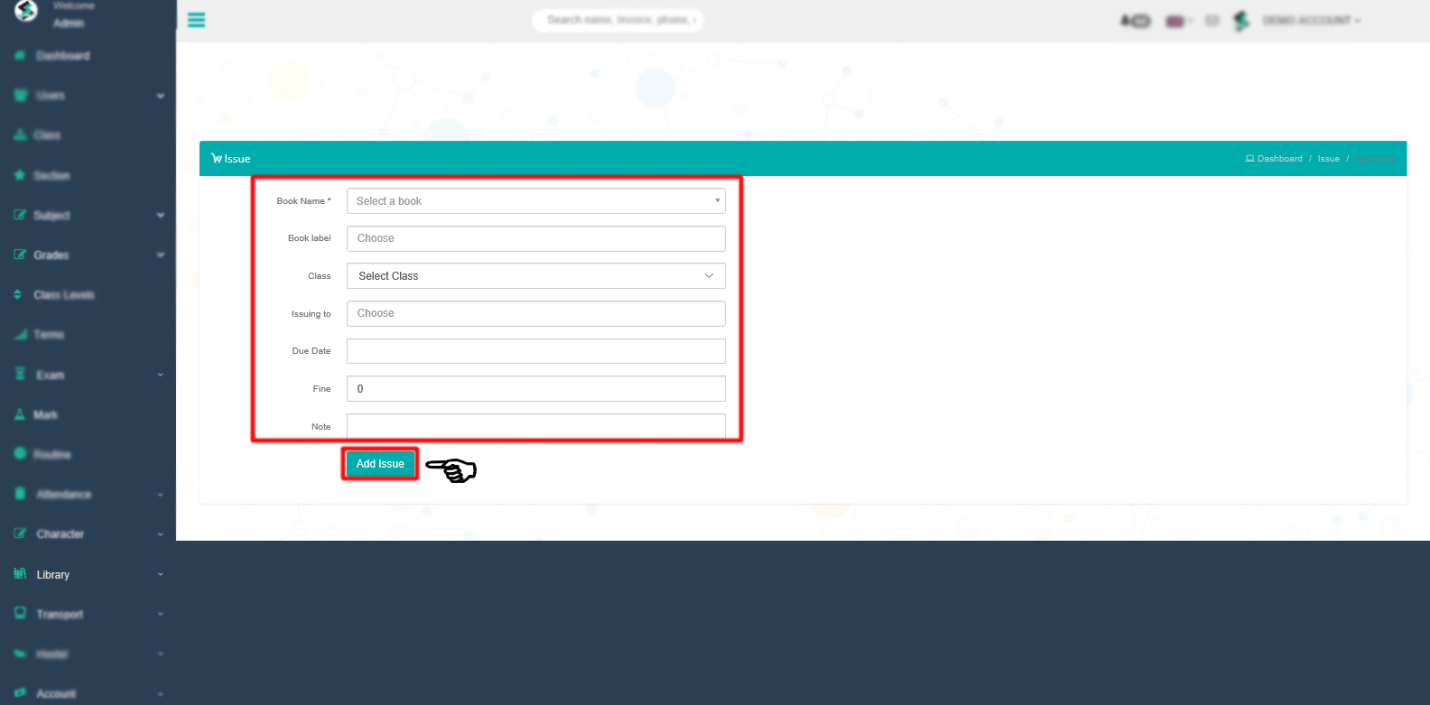 Welcome
Admin
Dashboard
Users
Class
Section
Subject
Grades
Class Levels
Terms
Exam
Mark
Routine
Attendance
Character
Library
Transport
Hostel
Account
Search name, invoice, phone,
DEMO ACCOUNT
Issue
Dashboard / Issue /
Book Name * Select a book
Book label Choose
Class Select Class
Issuing to Choose
Due Date
Fine 0
Note
Add Issue